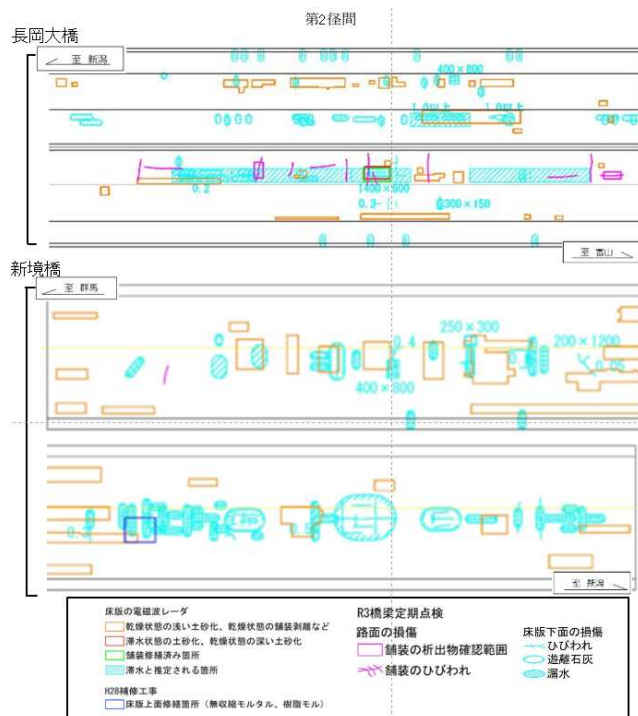 第2径間
長岡大橋
至 新潟
400×800
1.0以上
1.0以上
0.2
1400×500
0.2
300×150
至 富山
新境橋
至 群馬
250×300
0.4
200×1200
0.05
400×800
至 新潟
床版の電磁波レーダ
乾燥状態の浅い土砂化、乾燥状態の舗装剥離など
滞水状態の土砂化、乾燥状態の深い土砂化
舗装修繕済み箇所
滞水と推定される箇所
H28補修工事
床版上面修繕箇所（無収縮モルタル、樹脂モル）
R3橋梁定期点検
路面の損傷
舗装の析出物確認範囲
舗装のひびわれ
床版下面の損傷
ひびわれ
遊離石灰
漏水